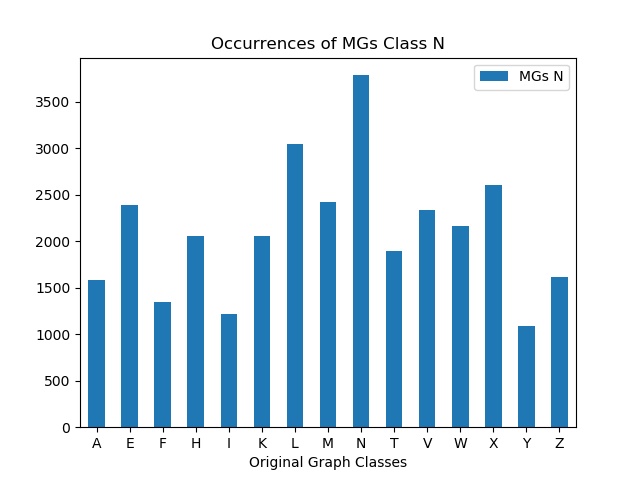 Occurrences of MGs Class N
MGs N
3500
3000
2500
2000
1500
1000
500
0
A E F H I K L M N T V W X Y Z
Original Graph Classes